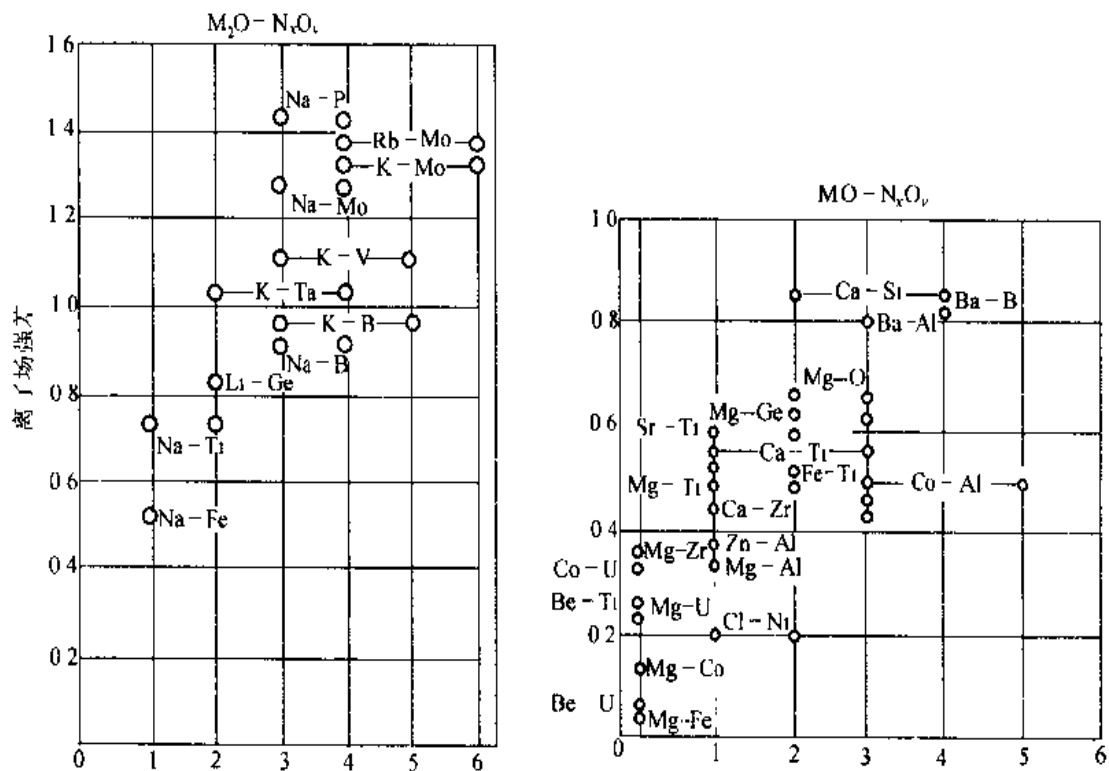 M₂O－NₓOᵧ
1 6
1 4
1 2
1 0
0 8
0 6
0 4
0 2
0 1 2 3 4 5 6
离子场强差
Na－P
Rb－Mo
K－Mo
Na－Mo
K－V
K－Ta
K－B
Na－B
Li－Ge
Na－Ti
Na－Fe
MO－NₓOᵧ
1 0
0 8
0 6
0 4
0 2
0 1 2 3 4 5 6
Ca－Si
Ba－B
Ba－Al
Mg－O
Mg－Ge
Sr－Ti
Ca－Ti
Fe－Ti
Mg－Ti
Co－Al
Ca－Zr
Zn－Al
Mg－Zr
Mg－Al
Co－U
Be－Ti
Mg－U
Cl－Ni
Mg－Co
Be U
Mg－Fe